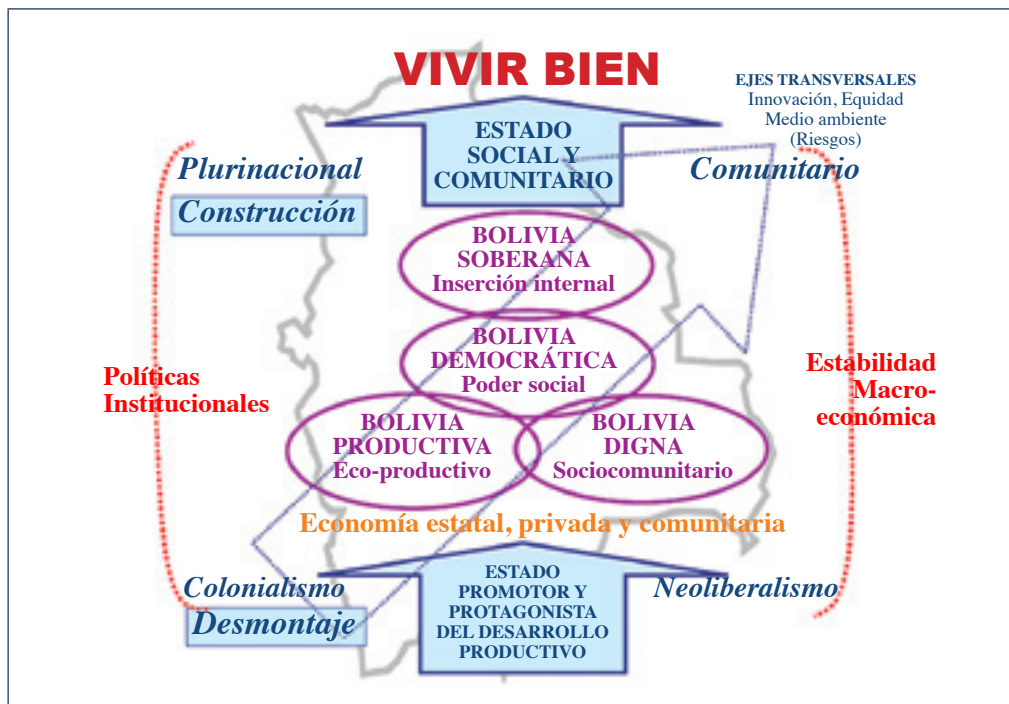 VIVIR BIEN
EJES TRANSVERSALES
Innovación, Equidad
Medio ambiente
(Riesgos)
ESTADO
SOCIAL Y
COMUNITARIO
Plurinacional
Construcción
Comunitario
BOLIVIA
SOBERANA
Inserción internal
BOLIVIA
DEMOCRÁTICA
Poder social
Políticas
Institucionales
Estabilidad
Macro-
económica
BOLIVIA
PRODUCTIVA
Eco-productivo
BOLIVIA
DIGNA
Sociocomunitario
Economía estatal, privada y comunitaria
Colonialismo
Desmontaje
ESTADO
PROMOTOR Y
PROTAGONISTA
DEL DESARROLLO
PRODUCTIVO
Neoliberalismo